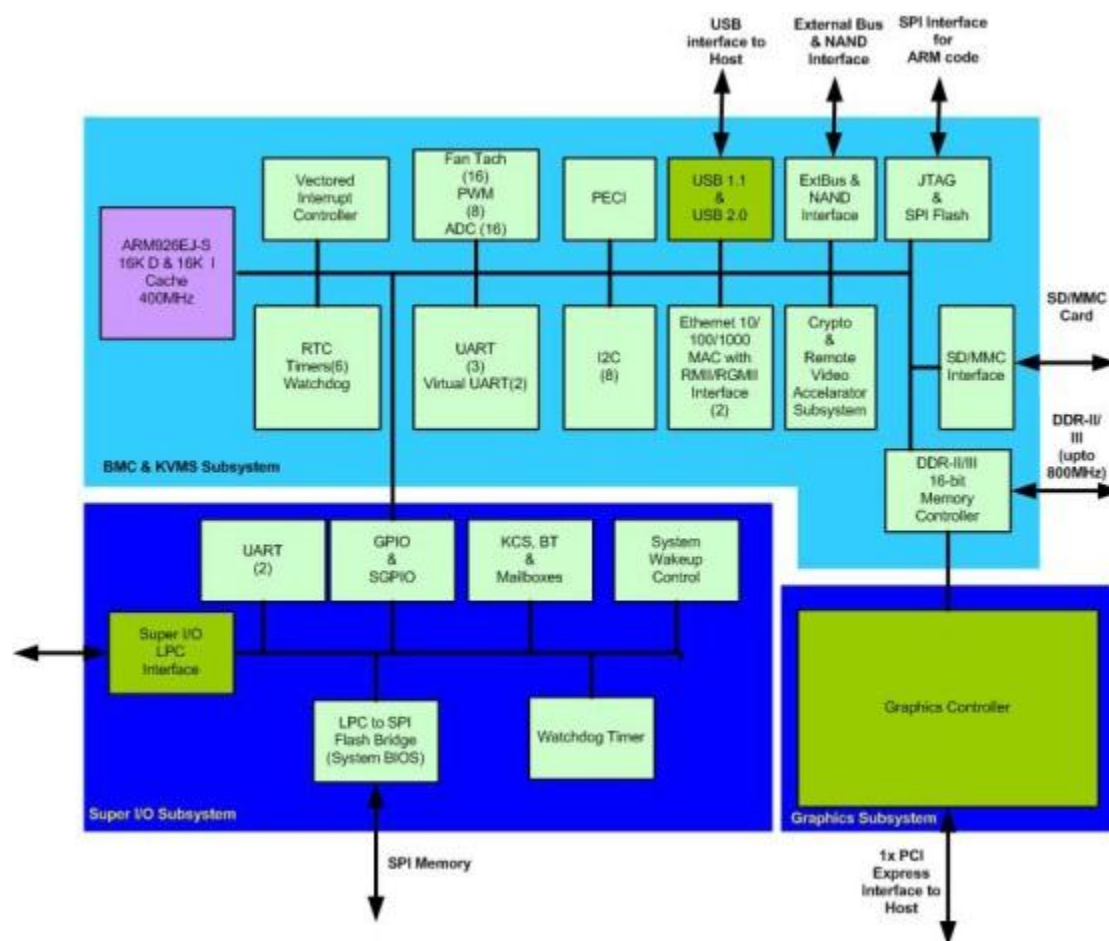 USB
interface to
Host
External Bus
& NAND
Interface
SPI Interface
for
ARM code
Vectored
Interrupt
Controller
Fan Tach
(16)
PWM
(8)
ADC (16)
PECI
USB 1.1
&
USB 2.0
ExtBus &
NAND
Interface
JTAG
&
SPI Flash
ARM926EJ-S
16K D & 16K I
Cache
400MHz
SD/MMC
Card
RTC
Timers(6)
Watchdog
UART
(3)
Virtual UART(2)
I2C
(8)
Ethernet 10/
100/1000
MAC with
RMII/RGMII
Interface
(2)
Crypto
&
Remote
Video
Accelarator
Subsystem
SD/MMC
Interface
BMC & KVMS Subsystem
DDR-II/III
16-bit
Memory
Controller
DDR-II/
III
(upto
800MHz)
UART
(2)
GPIO
&
SGPIO
KCS, BT
&
Mailboxes
System
Wakeup
Control
Super I/O
LPC
Interface
LPC to SPI
Flash Bridge
(System BIOS)
Watchdog Timer
Graphics Controller
Super I/O Subsystem
Graphics Subsystem
SPI Memory
1x PCI
Express
Interface to
Host